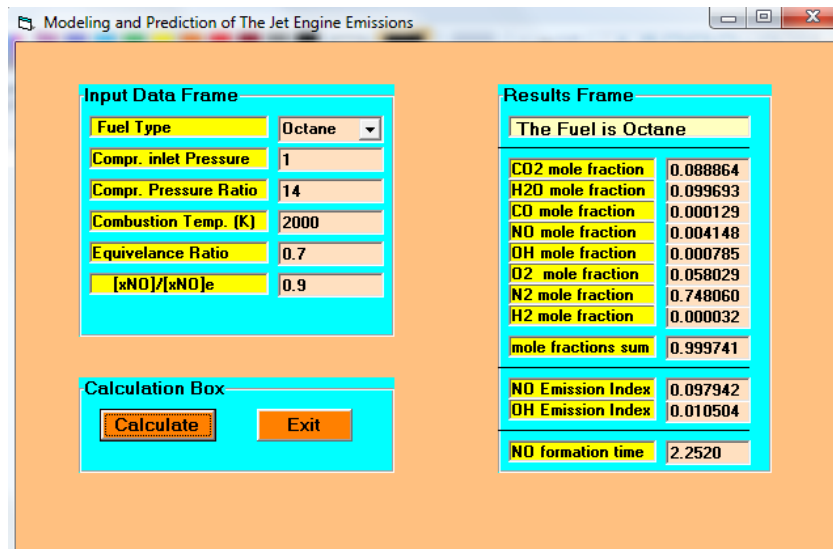 Modeling and Prediction of The Jet Engine Emissions
Input Data Frame
Fuel Type Octane
Compr. inlet Pressure 1
Compr. Pressure Ratio 14
Combustion Temp. (K) 2000
Equivelance Ratio 0.7
[xNO]/[xNO]e 0.9
Calculation Box
Calculate Exit
Results Frame
The Fuel is Octane
CO2 mole fraction 0.088864
H2O mole fraction 0.099693
CO mole fraction 0.000129
NO mole fraction 0.004148
OH mole fraction 0.000785
O2 mole fraction 0.058029
N2 mole fraction 0.748060
H2 mole fraction 0.000032
mole fractions sum 0.999741
NO Emission Index 0.097942
OH Emission Index 0.010504
NO formation time 2.2520